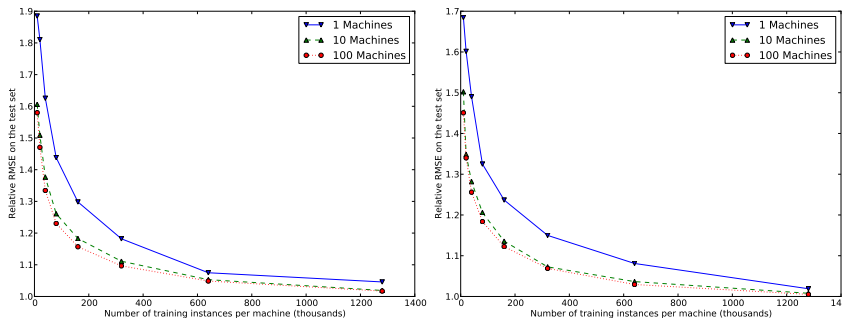 1.9
1.8
1.7
1.6
1.5
1.4
1.3
1.2
1.1
1.0
Relative RMSE on the test set
0 200 400 600 800 1000 1200 1400
Number of training instances per machine (thousands)
1 Machines
10 Machines
100 Machines
1.7
1.6
1.5
1.4
1.3
1.2
1.1
1.0
Relative RMSE on the test set
0 200 400 600 800 1000 1200
Number of training instances per machine (thousands)
1 Machines
10 Machines
100 Machines